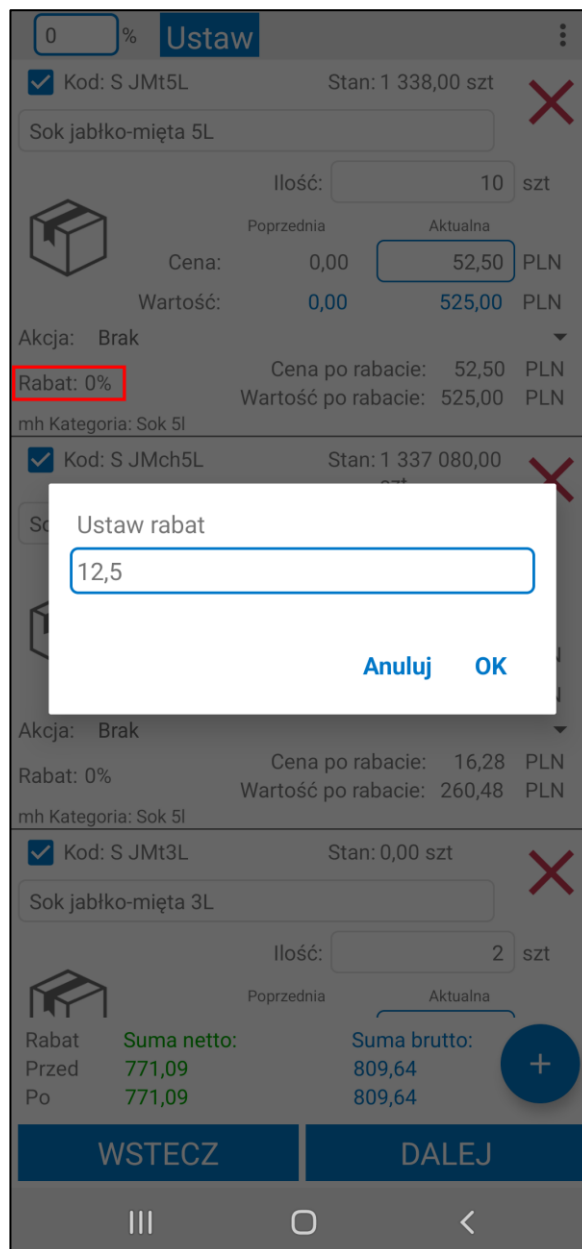 0 % Ustaw
Kod: S JMt5L Stan: 1 338,00 szt
Sok jabłko-mięta 5L
Ilość: 10 szt
Poprzednia Aktualna
Cena: 0,00 52,50 PLN
Wartość: 0,00 525,00 PLN
Akcja: Brak
Rabat: 0% Cena po rabacie: 52,50 PLN
Wartość po rabacie: 525,00 PLN
mh Kategoria: Sok 5l
Kod: S JMch5L Stan: 1 337 080,00
Ustaw rabat
12,5
Anuluj OK
Akcja: Brak
Rabat: 0% Cena po rabacie: 16,28 PLN
Wartość po rabacie: 260,48 PLN
mh Kategoria: Sok 5l
Kod: S JMt3L Stan: 0,00 szt
Sok jabłko-mięta 3L
Ilość: 2 szt
Poprzednia Aktualna
Rabat Suma netto: Suma brutto:
Przed 771,09 809,64
Po 771,09 809,64
+
WSTECZ DALEJ